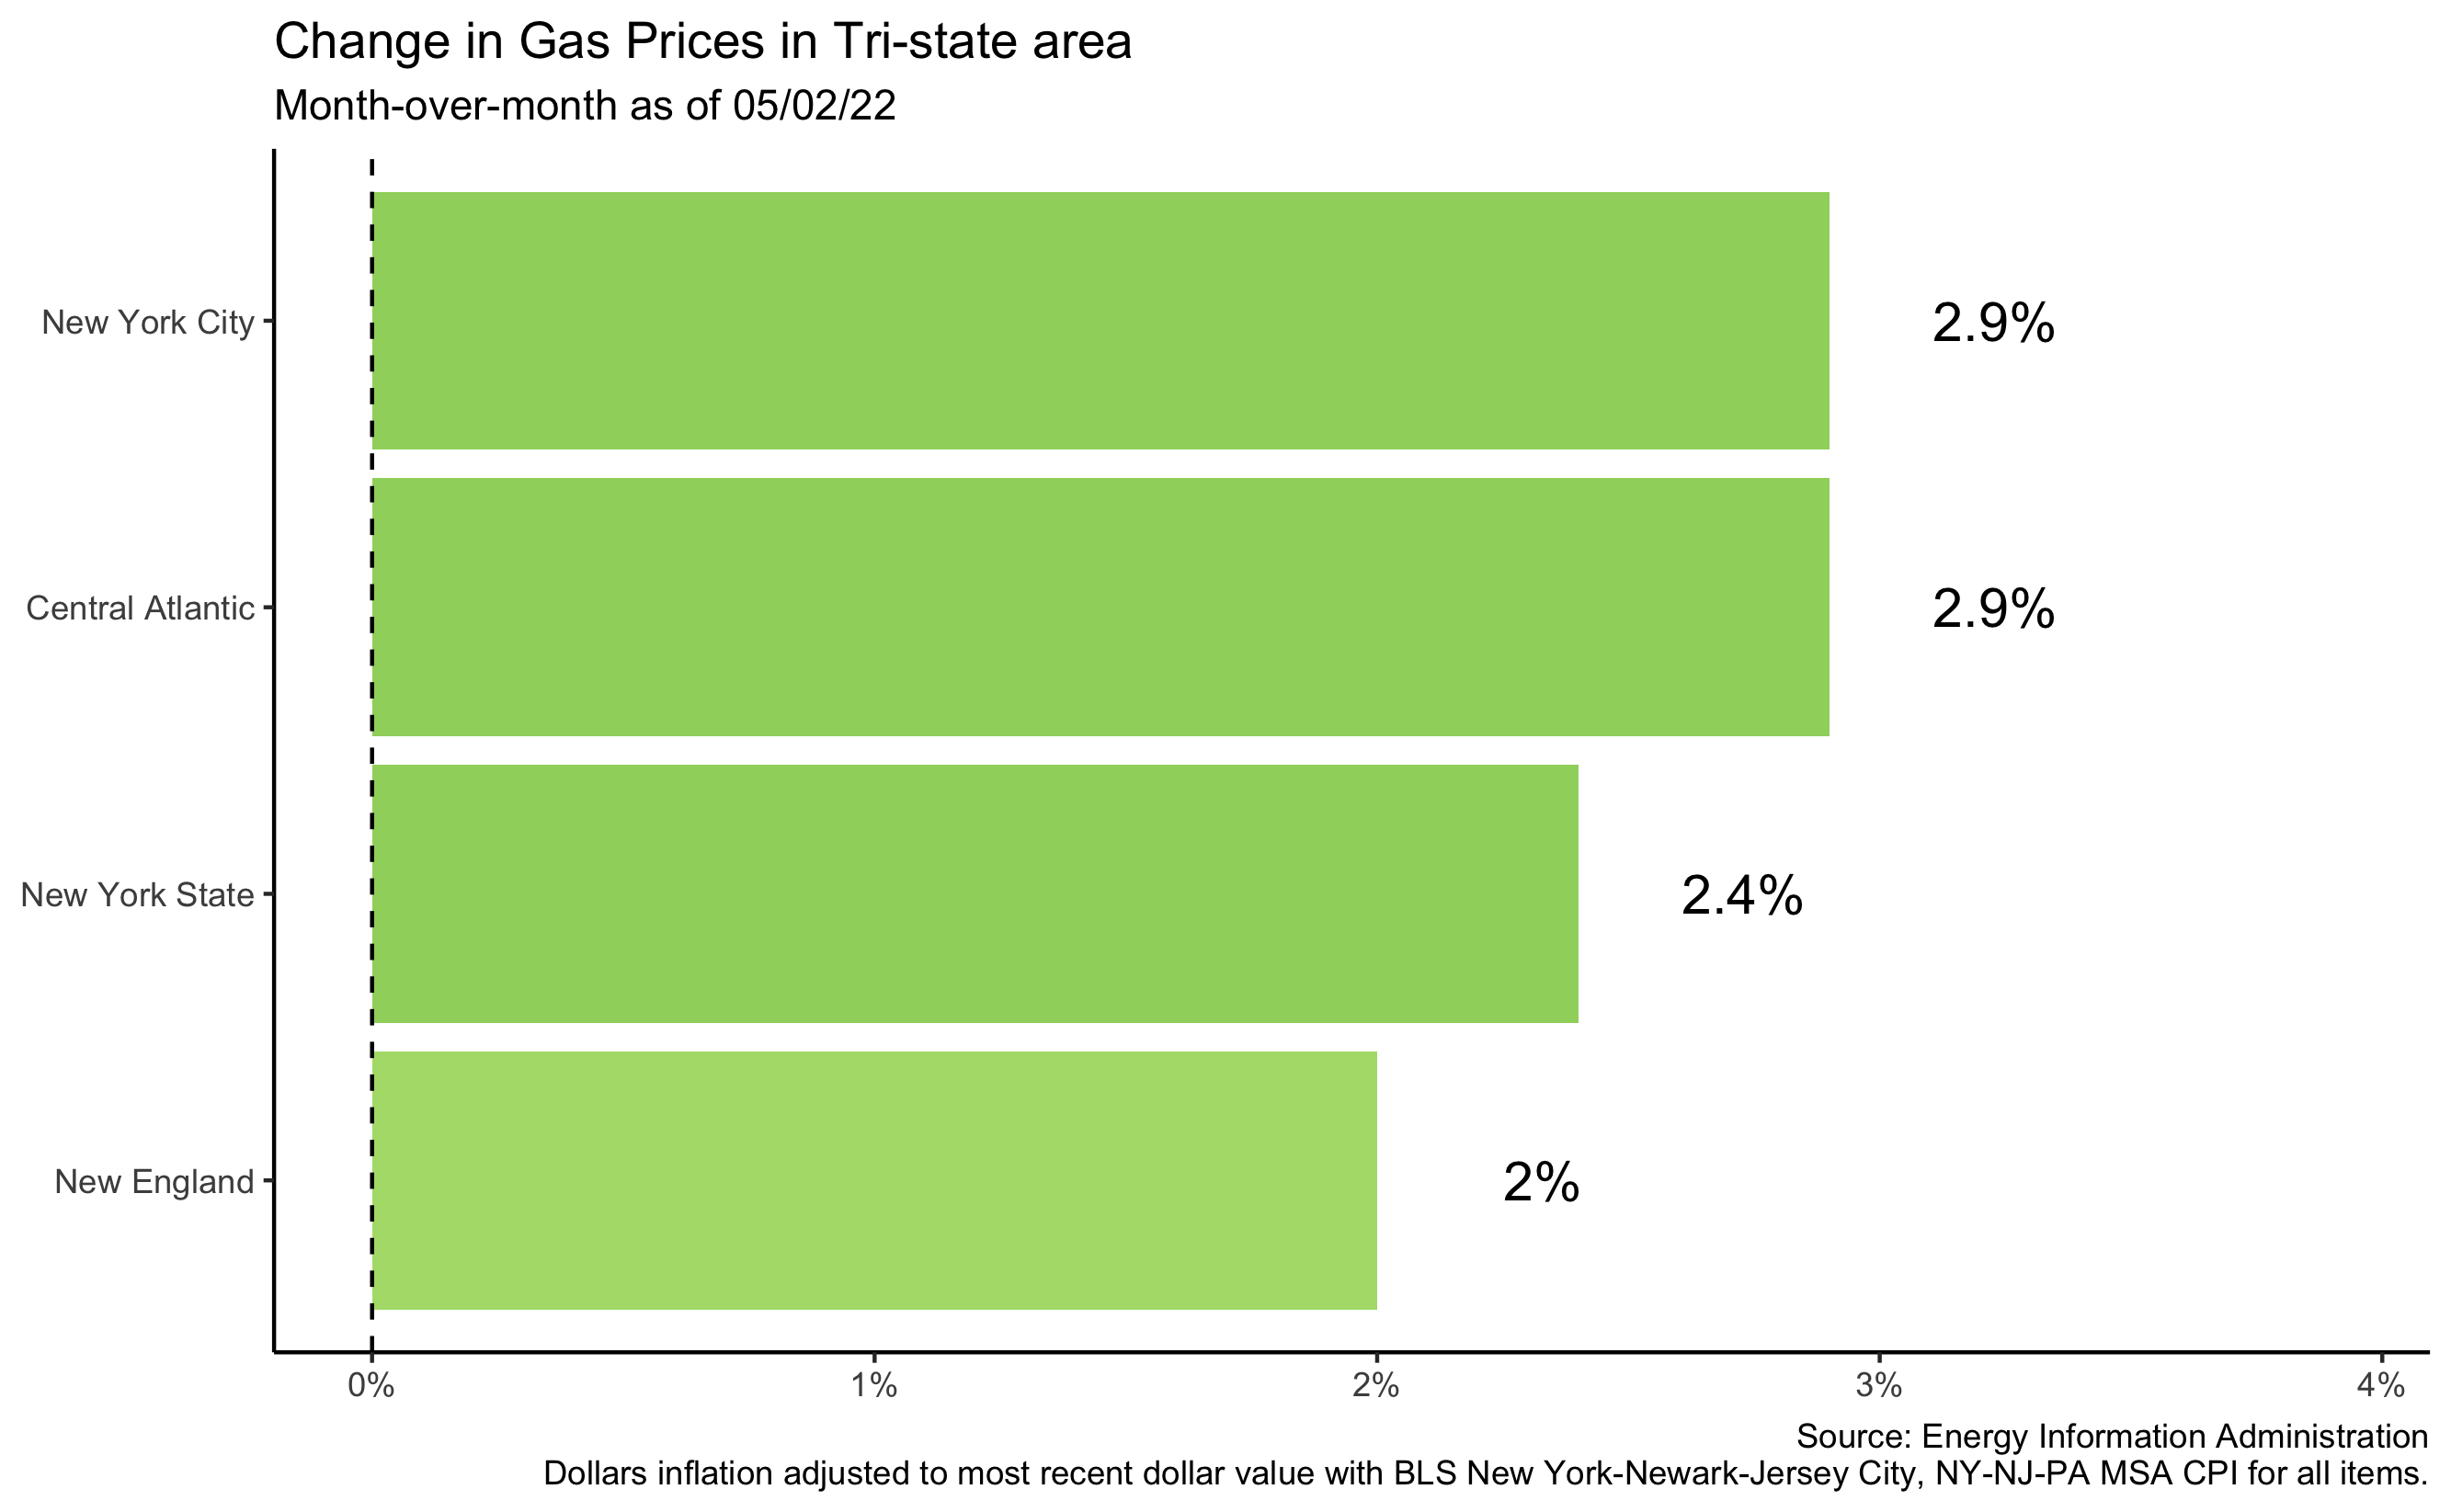 Change in Gas Prices in Tri-state area
Month-over-month as of 05/02/22
New York City
2.9%
Central Atlantic
2.9%
New York State
2.4%
New England
2%
0%
1%
2%
3%
4%
Source: Energy Information Administration
Dollars inflation adjusted to most recent dollar value with BLS New York-Newark-Jersey City, NY-NJ-PA MSA CPI for all items.